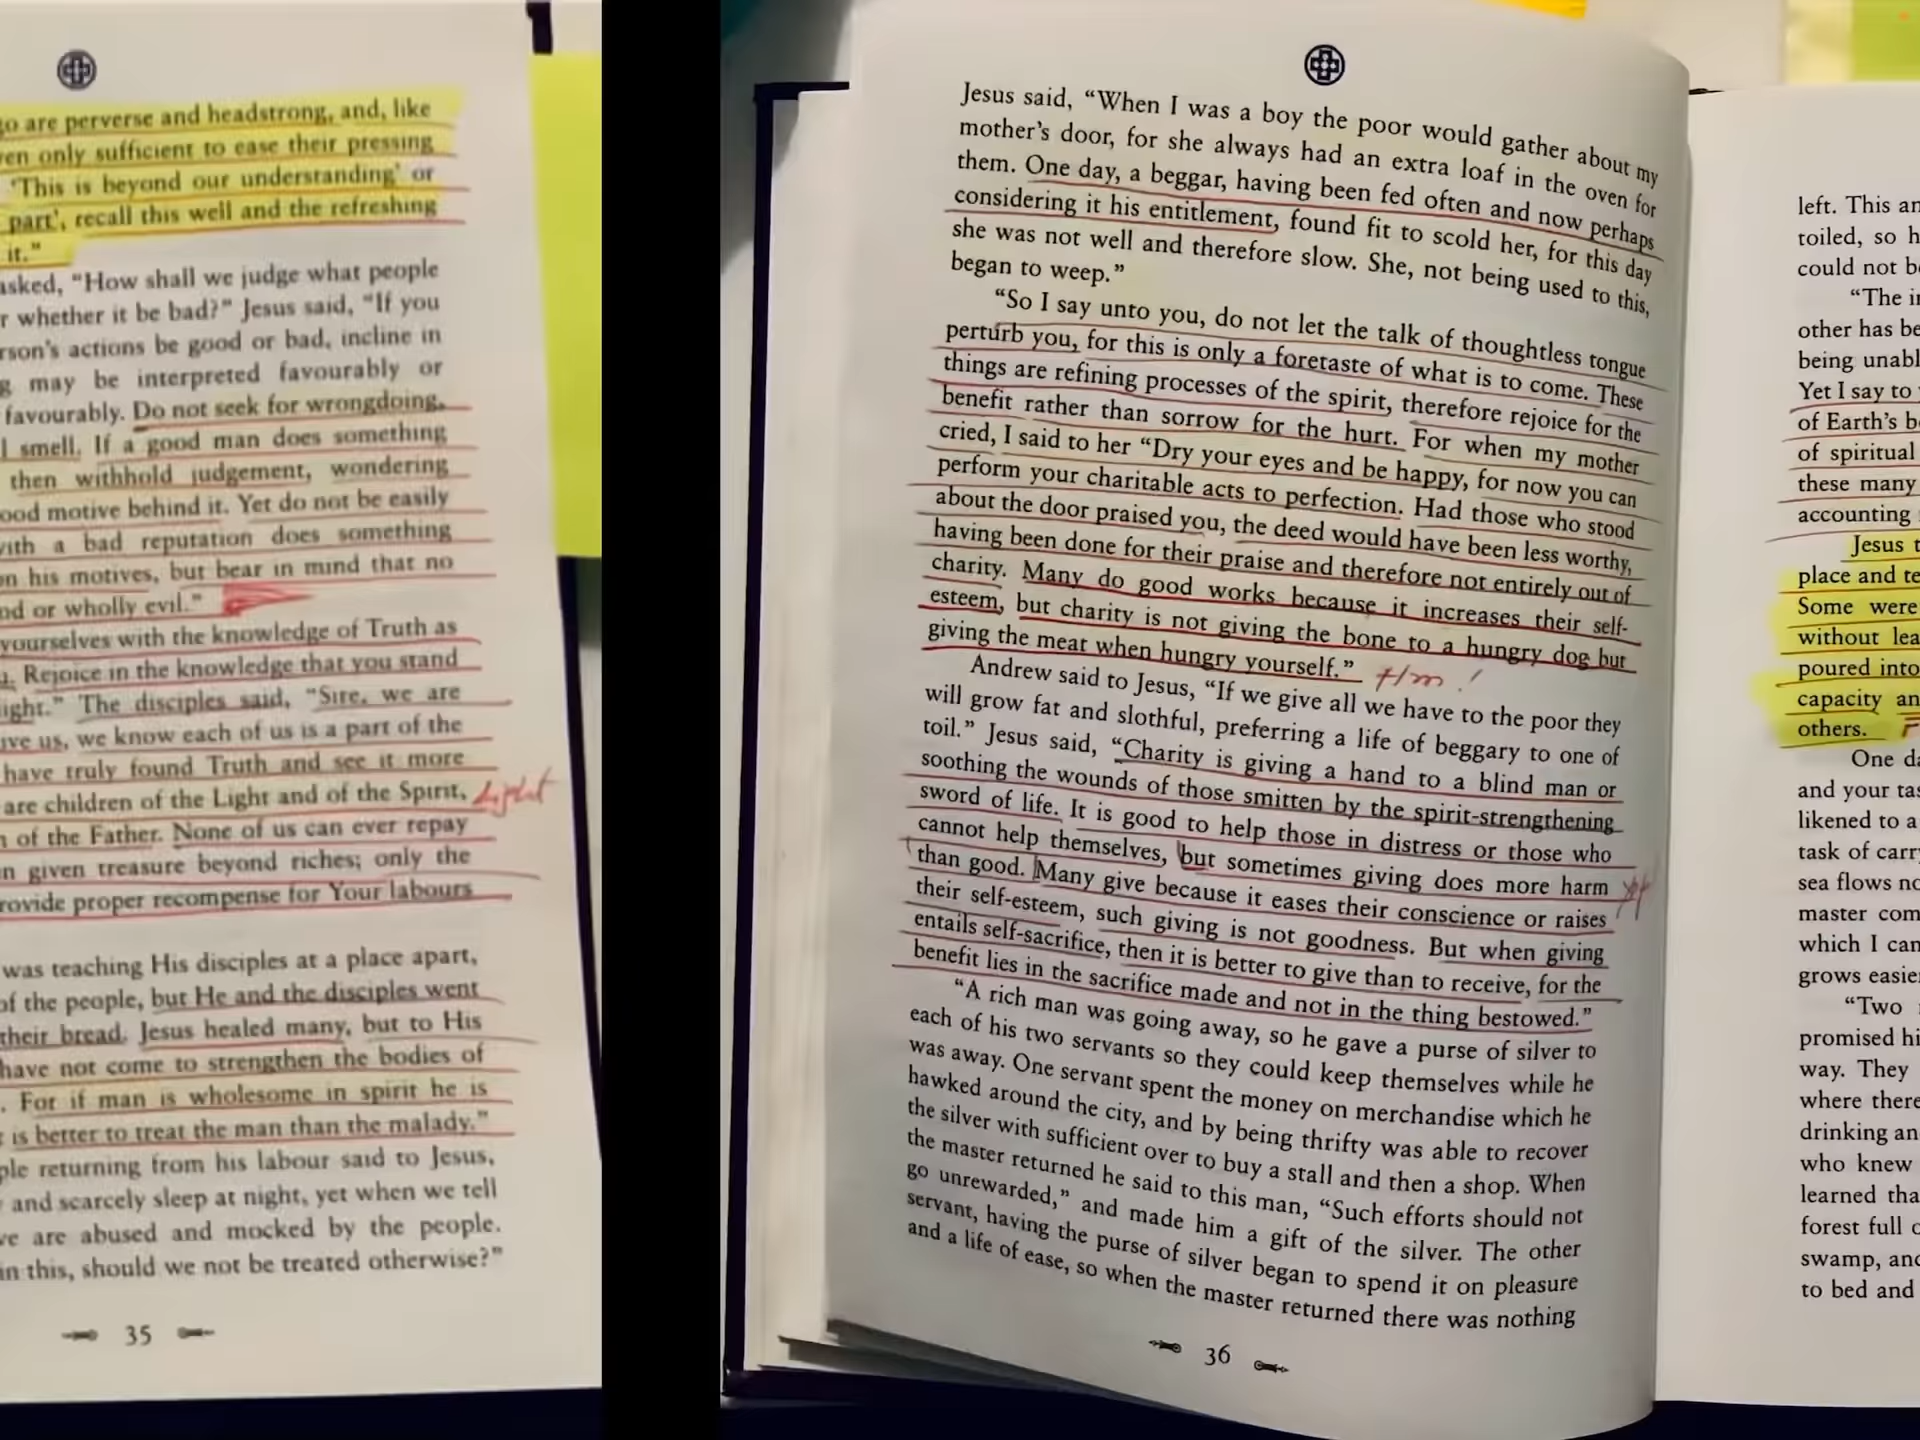 go are perverse and headstrong, and, like
en only sufficient to ease their pressing
'This is beyond our understanding' or
part', recall this well and the refreshing
it."
asked, "How shall we judge what people
r whether it be bad?" Jesus said, "If you
rson's actions be good or bad, incline in
g may be interpreted favourably or
favourably. Do not seek for wrongdoing,
l smell. If a good man does something
then withhold judgement, wondering
ood motive behind it. Yet do not be easily
with a bad reputation does something
on his motives, but bear in mind that no
od or wholly evil."
yourselves with the knowledge of Truth as
u. Rejoice in the knowledge that you stand
ight." The disciples said, "Sire, we are
ive us, we know each of us is a part of the
have truly found Truth and see it more
are children of the Light and of the Spirit, Light
n of the Father. None of us can ever repay
n given treasure beyond riches; only the
rovide proper recompense for Your labours
was teaching His disciples at a place apart,
of the people, but He and the disciples went
their bread. Jesus healed many, but to His
have not come to strengthen the bodies of
. For if man is wholesome in spirit he is
t is better to treat the man than the malady."
ple returning from his labour said to Jesus,
and scarcely sleep at night, yet when we tell
ve are abused and mocked by the people.
in this, should we not be treated otherwise?"
35
Jesus said, "When I was a boy the poor would gather about my
mother's door, for she always had an extra loaf in the oven for
them. One day, a beggar, having been fed often and now perhaps
considering it his entitlement, found fit to scold her, for this day
she was not well and therefore slow. She, not being used to this,
began to weep."
"So I say unto you, do not let the talk of thoughtless tongue
perturb you, for this is only a foretaste of what is to come. These
things are refining processes of the spirit, therefore rejoice for the
benefit rather than sorrow for the hurt. For when my mother
cried, I said to her "Dry your eyes and be happy, for now you can
perform your charitable acts to perfection. Had those who stood
about the door praised you, the deed would have been less worthy,
having been done for their praise and therefore not entirely out of
charity. Many do good works because it increases their self-
esteem, but charity is not giving the bone to a hungry dog but
giving the meat when hungry yourself." Hm!
Andrew said to Jesus, "If we give all we have to the poor they
will grow fat and slothful, preferring a life of beggary to one of
toil." Jesus said, "Charity is giving a hand to a blind man or
soothing the wounds of those smitten by the spirit-strengthening
sword of life. It is good to help those in distress or those who
cannot help themselves, but sometimes giving does more harm
than good. Many give because it eases their conscience or raises
their self-esteem, such giving is not goodness. But when giving
entails self-sacrifice, then it is better to give than to receive, for the
benefit lies in the sacrifice made and not in the thing bestowed."
"A rich man was going away, so he gave a purse of silver to
each of his two servants so they could keep themselves while he
was away. One servant spent the money on merchandise which he
hawked around the city, and by being thrifty was able to recover
the silver with sufficient over to buy a stall and then a shop. When
the master returned he said to this man, "Such efforts should not
go unrewarded," and made him a gift of the silver. The other
servant, having the purse of silver began to spend it on pleasure
and a life of ease, so when the master returned there was nothing
36
left. This an
toiled, so h
could not b
"The i
other has be
being unabl
Yet I say to
of Earth's b
of spiritual
these many
accounting
Jesus t
place and te
Some were
without lea
poured into
capacity an
others.
One da
and your tas
likened to a
task of carr
sea flows no
master com
which I can
grows easier
"Two
promised hi
way. They
where there
drinking an
who knew
learned tha
forest full o
swamp, and
to bed and